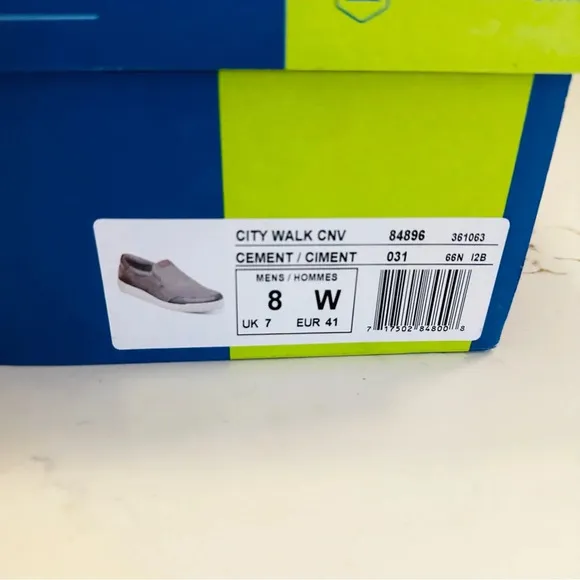 CITY WALK CNV 84896 361063
CEMENT / CIMENT 031 66N I2B
MENS / HOMMES
8 W
UK 7 EUR 41
7 17502 84800 8